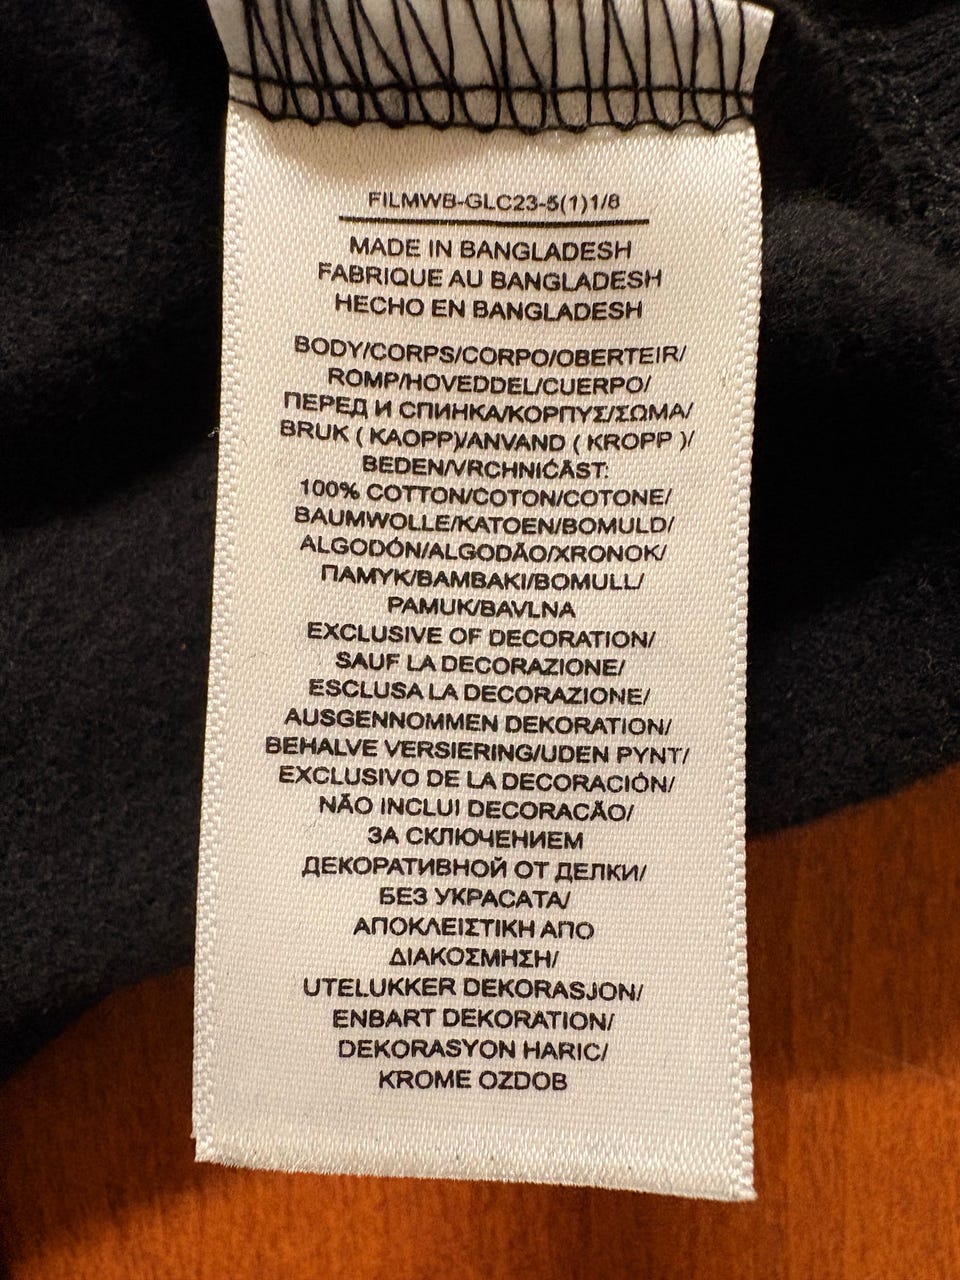 FILMWB-GLC23-5(1)1/8
MADE IN BANGLADESH
FABRIQUE AU BANGLADESH
HECHO EN BANGLADESH
BODY/CORPS/CORPO/OBERTEIR/
ROMP/HOVEDDEL/CUERPO/
ПЕРЕД И СПИНКА/КОРПУΣ/ΣΩΜΑ/
BRUK ( KAOPP)/ANVAND ( KROPP )/
BEDEN/VRCHNIĆÄST:
100% COTTON/COTON/COTONE/
BAUMWOLLE/KATOEN/BOMULD/
ALGODÓN/ALGODÃO/XRONOK/
ПАМУК/BAMBAKI/BOMULL/
PAMUK/BAVLNA
EXCLUSIVE OF DECORATION/
SAUF LA DECORAZIONE/
ESCLUSA LA DECORAZIONE/
AUSGENNOMMEN DEKORATION/
BEHALVE VERSIERING/UDEN PYNT/
EXCLUSIVO DE LA DECORACIÓN/
NÃO INCLUI DECORACÃO/
ЗА СКЛЮЧЕНИЕМ
ДЕКОРАТИВНОЙ ОТ ДЕЛКИ/
БЕЗ УКРАСАТА/
ΑΠΟΚΛΕΙΣΤΙΚΗ ΑΠΟ
ΔΙΑΚΟΣΜΗΣΗ/
UTELUKKER DEKORASJON/
ENBART DEKORATION/
DEKORASYON HARIC/
KROME OZDOB